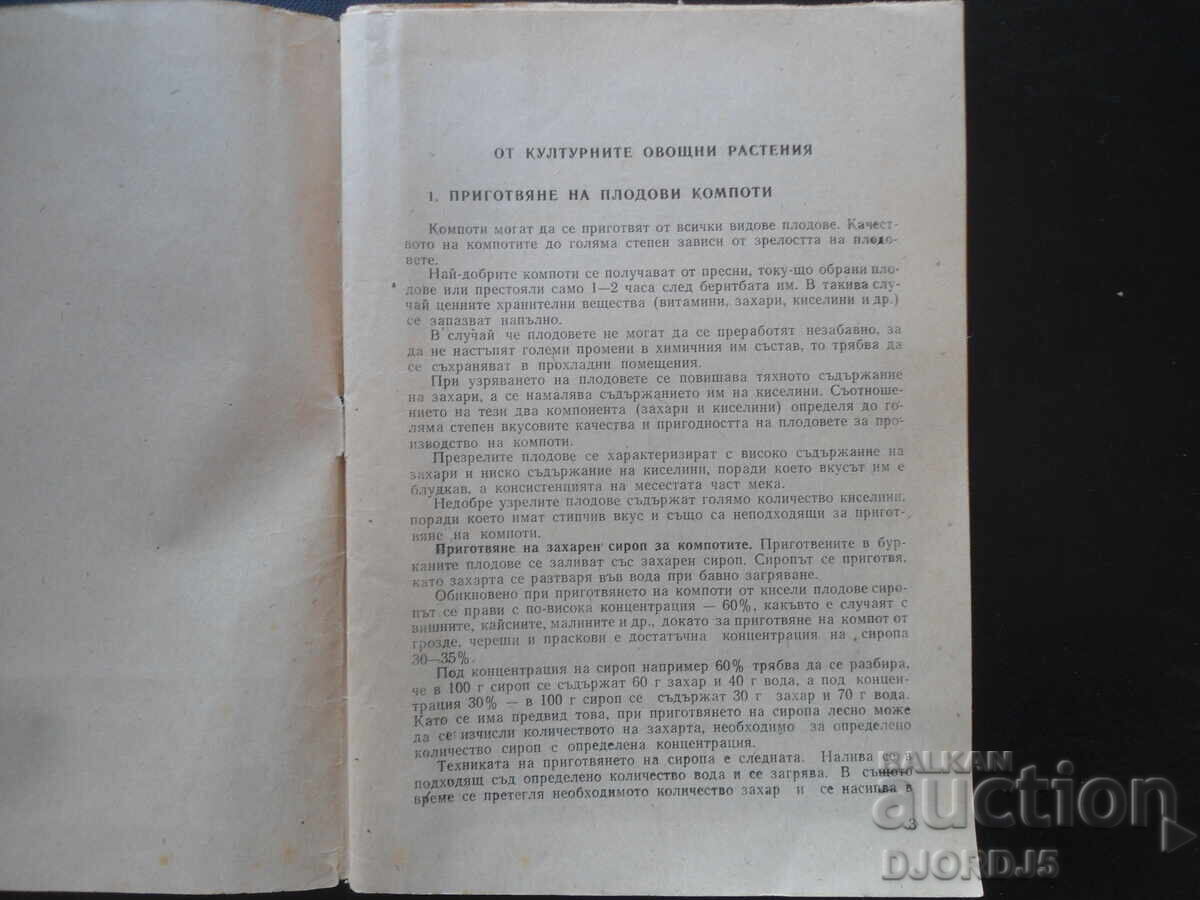 ОТ КУЛТУРНИТЕ ОВОЩНИ РАСТЕНИЯ
1. ПРИГОТВЯНЕ НА ПЛОДОВИ КОМПОТИ
Компоти могат да се приготвят от всички видове плодове. Качест-
вото на компотите до голяма степен зависи от зрелостта на плодо-
вете.
Най-добрите компоти се получават от пресни, току-що обрани пло-
дове или престояли само 1—2 часа след беритбата им. В такива слу-
чай ценните хранителни вещества (витамини, захари, киселини и др.)
се запазват напълно.
В случай че плодовете не могат да се преработят незабавно, за
да не настъпят големи промени в химичния им състав, то трябва да
се съхраняват в прохладни помещения.
При узряването на плодовете се повишава тяхното съдържание
на захари, а се намалява съдържанието им на киселини. Съотноше-
нието на тези два компонента (захари и киселини) определя до го-
ляма степен вкусовите качества и пригодността на плодовете за про-
изводство на компоти.
Презрелите плодове се характеризират с високо съдържание на
захари и ниско съдържание на киселини, поради което вкусът им е
блудкав, а консистенцията на месестата част мека.
Недобре узрелите плодове съдържат голямо количество киселини,
поради което имат стипчив вкус и също са неподходящи за пригот-
вяне на компоти.
Приготвяне на захарен сироп за компотите. Приготвените в бур-
каните плодове се заливат със захарен сироп. Сиропът се приготвя,
като захарта се разтваря във вода при бавно загряване.
Обикновено при приготвянето на компоти от кисели плодове сиро-
път се прави с по-висока концентрация — 60%, какъвто е случаят с
вишните, кайсиите, малините и др., докато за приготвяне на компот от
грозде, череши и праскови е достатъчна концентрация на сиропа
30—35%.
Под концентрация на сироп например 60% трябва да се разбира,
че в 100 г сироп се съдържат 60 г захар и 40 г вода, а под концен-
трация 30% — в 100 г сироп се съдържат 30 г захар и 70 г вода.
Като се има предвид това, при приготвянето на сиропа лесно може
да се изчисли количеството на захарта, необходимо за определено
количество сироп с определена концентрация.
Техниката на приготвянето на сиропа е следната. Налива се в
подходящ съд определено количество вода и се загрява. В същото
време се претегля необходимото количество захар и се насипва в
3
BALKAN
auction
DJORDJ5